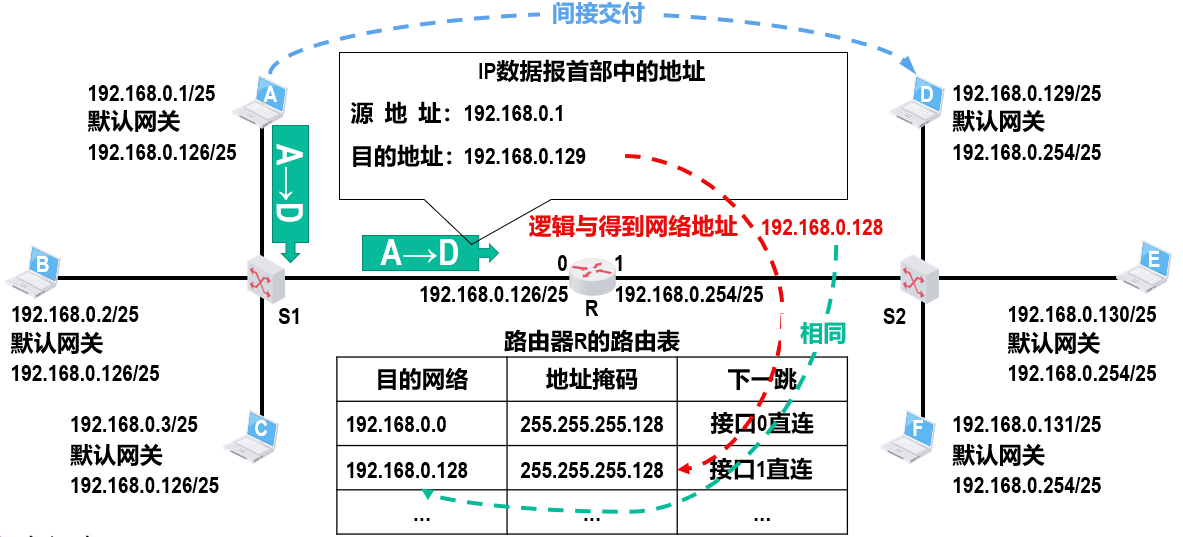 间接交付
192.168.0.1/25
默认网关
192.168.0.126/25
A
IP数据报首部中的地址
源 地 址：192.168.0.1
目的地址：192.168.0.129
D
192.168.0.129/25
默认网关
192.168.0.254/25
A→D
逻辑与得到网络地址 192.168.0.128
A→D
B
192.168.0.2/25
默认网关
192.168.0.126/25
S1
0
1
192.168.0.126/25
192.168.0.254/25
R
S2
E
192.168.0.130/25
默认网关
192.168.0.254/25
相同
路由器R的路由表
目的网络 地址掩码 下一跳
192.168.0.0 255.255.255.128 接口0直连
192.168.0.128 255.255.255.128 接口1直连
... ... ...
192.168.0.3/25
默认网关
192.168.0.126/25
C
F
192.168.0.131/25
默认网关
192.168.0.254/25